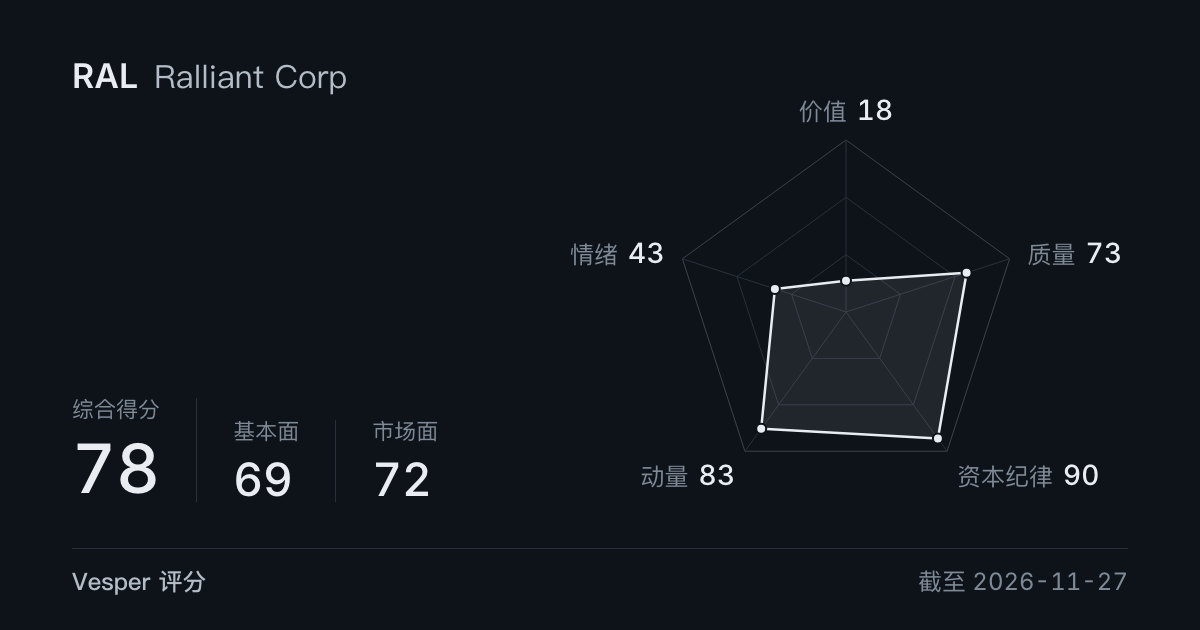 RAL Ralliant Corp
价值 18
情绪 43
质量 73
综合得分
78
基本面
69
市场面
72
动量 83
资本纪律 90
Vesper 评分
截至 2026-11-27